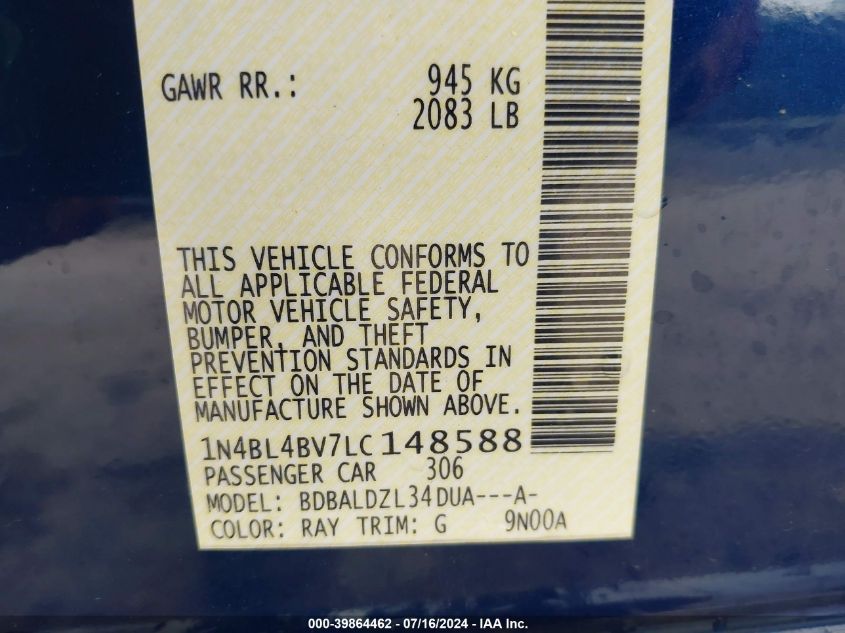 GAWR RR.: 945 KG
2083 LB
THIS VEHICLE CONFORMS TO
ALL APPLICABLE FEDERAL
MOTOR VEHICLE SAFETY,
BUMPER, AND THEFT
PREVENTION STANDARDS IN
EFFECT ON THE DATE OF
MANUFACTURE SHOWN ABOVE.
1N4BL4BV7LC148588
PASSENGER CAR 306
MODEL: BDBALDZL34DUA---A-
COLOR: RAY TRIM: G 9N00A
000-39864462 - 07/16/2024 - IAA Inc.